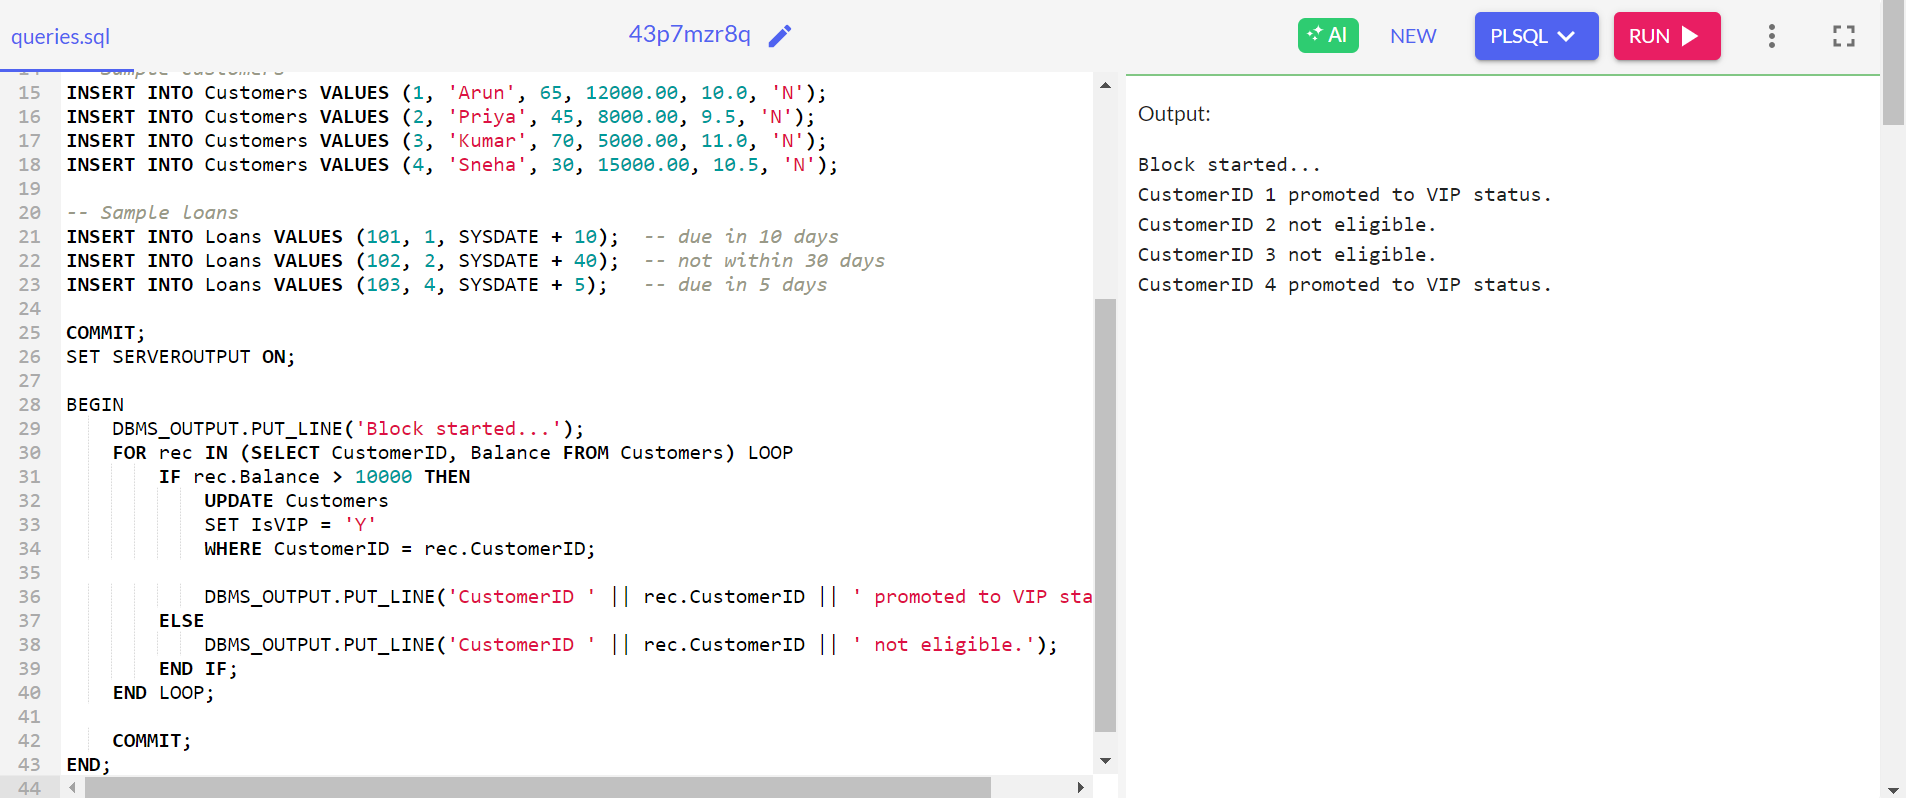 queries.sql
43p7mzr8q
AI
NEW
PLSQL
RUN
15 INSERT INTO Customers VALUES (1, 'Arun', 65, 12000.00, 10.0, 'N');
16 INSERT INTO Customers VALUES (2, 'Priya', 45, 8000.00, 9.5, 'N');
17 INSERT INTO Customers VALUES (3, 'Kumar', 70, 5000.00, 11.0, 'N');
18 INSERT INTO Customers VALUES (4, 'Sneha', 30, 15000.00, 10.5, 'N');
19
20 -- Sample loans
21 INSERT INTO Loans VALUES (101, 1, SYSDATE + 10);  -- due in 10 days
22 INSERT INTO Loans VALUES (102, 2, SYSDATE + 40);  -- not within 30 days
23 INSERT INTO Loans VALUES (103, 4, SYSDATE + 5);   -- due in 5 days
24
25 COMMIT;
26 SET SERVEROUTPUT ON;
27
28 BEGIN
29     DBMS_OUTPUT.PUT_LINE('Block started...');
30     FOR rec IN (SELECT CustomerID, Balance FROM Customers) LOOP
31         IF rec.Balance > 10000 THEN
32             UPDATE Customers
33             SET IsVIP = 'Y'
34             WHERE CustomerID = rec.CustomerID;
35
36             DBMS_OUTPUT.PUT_LINE('CustomerID ' || rec.CustomerID || ' promoted to VIP sta
37         ELSE
38             DBMS_OUTPUT.PUT_LINE('CustomerID ' || rec.CustomerID || ' not eligible.');
39         END IF;
40     END LOOP;
41
42     COMMIT;
43 END;
44
Output:
Block started...
CustomerID 1 promoted to VIP status.
CustomerID 2 not eligible.
CustomerID 3 not eligible.
CustomerID 4 promoted to VIP status.